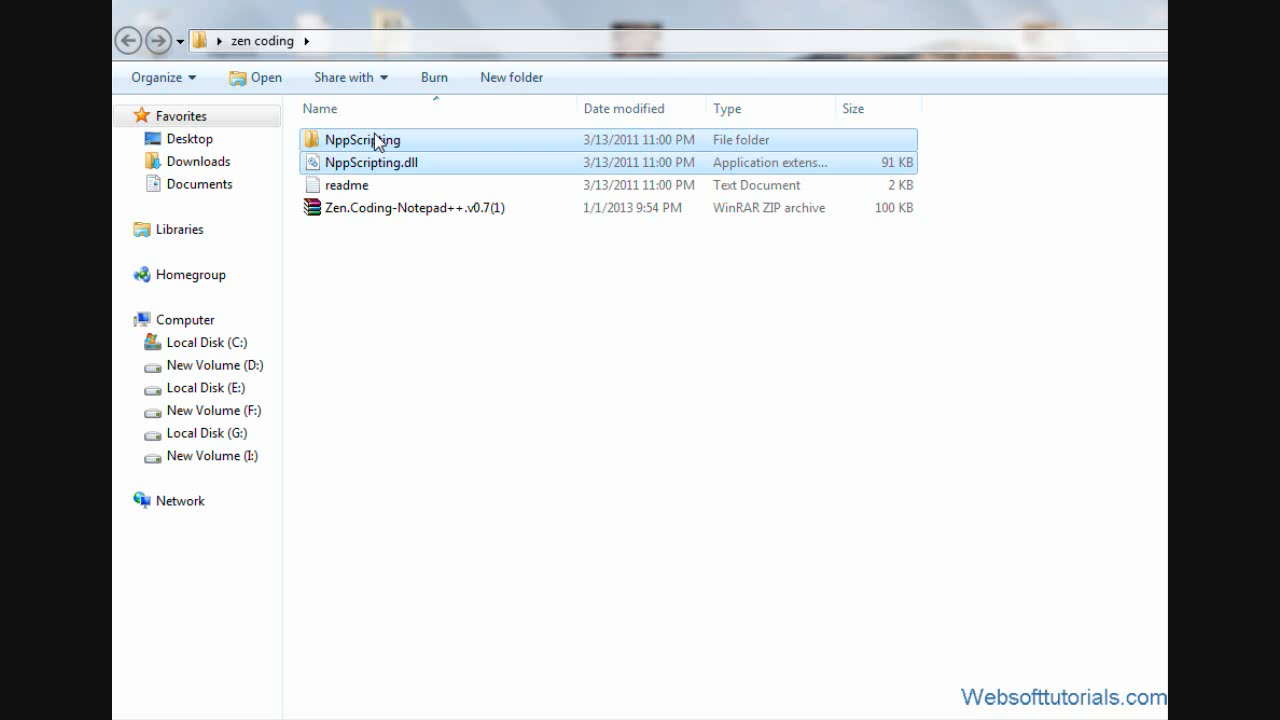 zen coding
Organize Open Share with Burn New folder
Name Date modified Type Size
Favorites
Desktop
Downloads
Documents
Libraries
Homegroup
Computer
Local Disk (C:)
New Volume (D:)
Local Disk (E:)
New Volume (F:)
Local Disk (G:)
New Volume (I:)
Network
NppScripting 3/13/2011 11:00 PM File folder
NppScripting.dll 3/13/2011 11:00 PM Application extens... 91 KB
readme 3/13/2011 11:00 PM Text Document 2 KB
Zen.Coding-Notepad++.v0.7(1) 1/1/2013 9:54 PM WinRAR ZIP archive 100 KB
Websofttutorials.com